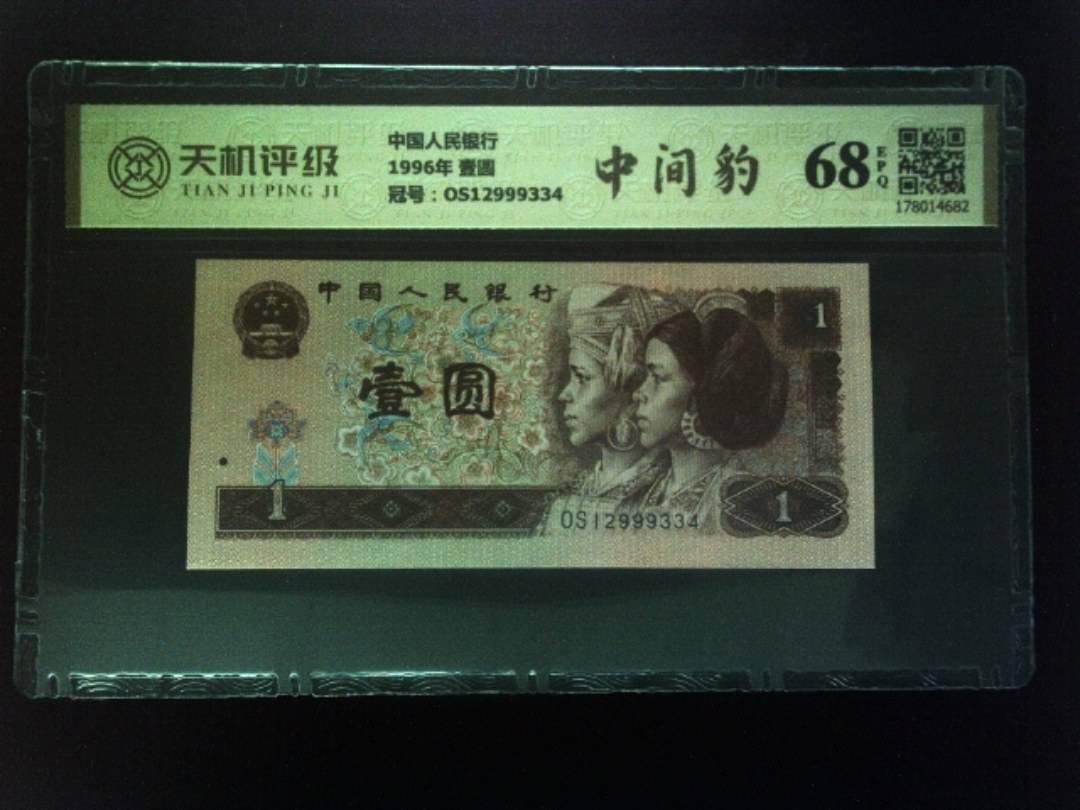 天机评级
TIAN JI PING JI
中国人民银行
1996年 壹圆
冠号：OS12999334
中间豹
68
EPQ
178014682
中国人民银行
1
壹圆
1
OS12999334
1